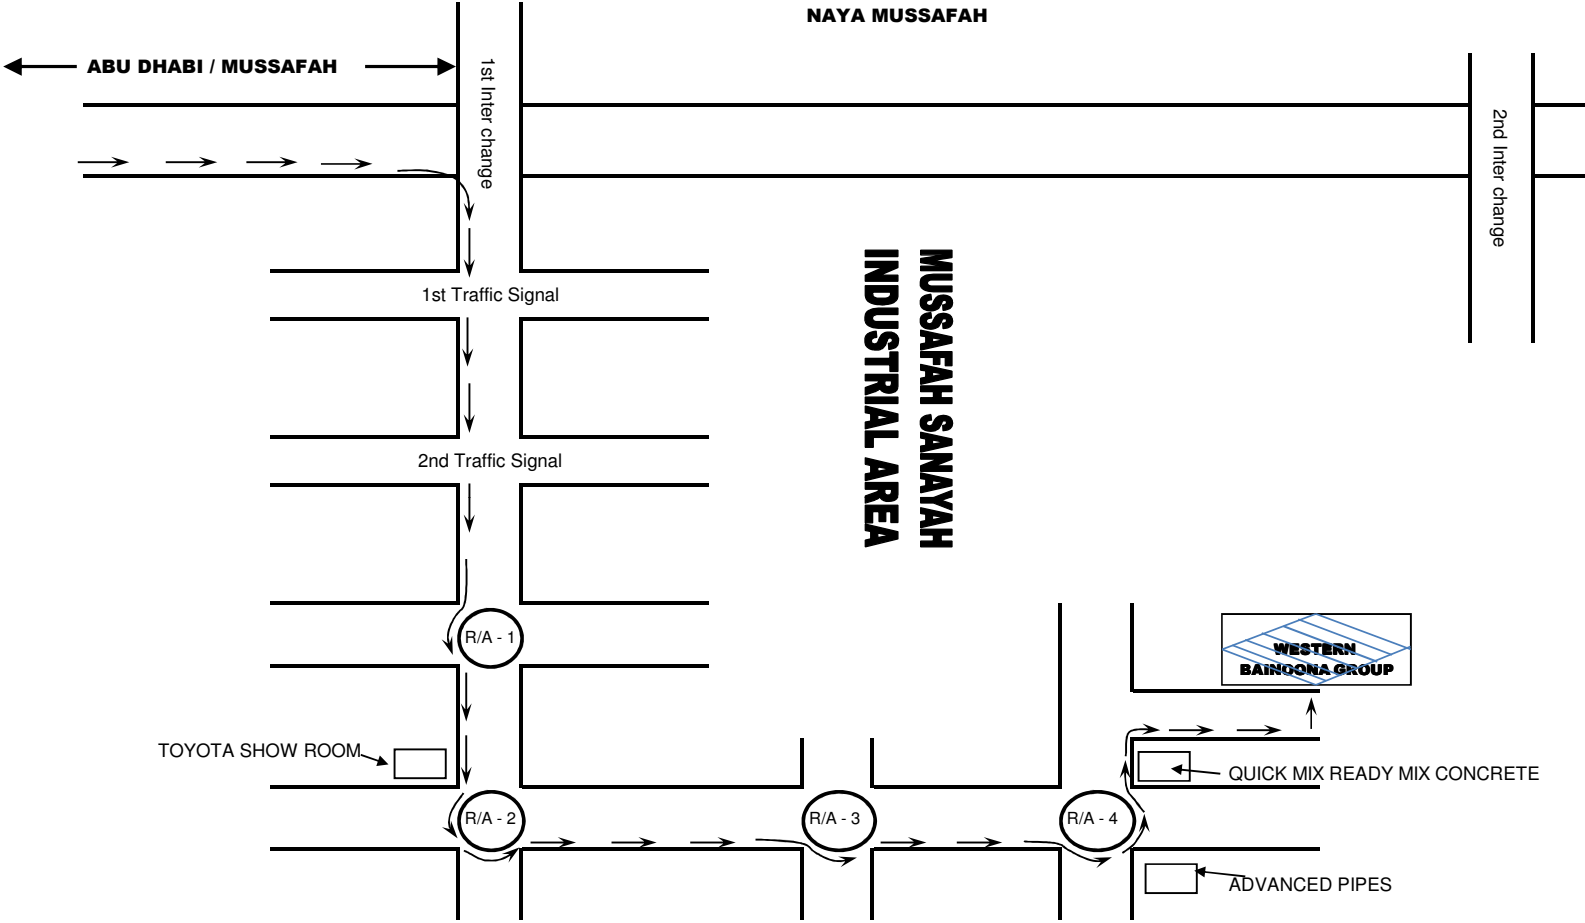 NAYA MUSSAFAH
ABU DHABI / MUSSAFAH
1st Inter change
2nd Inter change
1st Traffic Signal
MUSSAFAH SANAYAH
INDUSTRIAL AREA
2nd Traffic Signal
R/A - 1
WESTERN
BAINOONA GROUP
TOYOTA SHOW ROOM
QUICK MIX READY MIX CONCRETE
R/A - 2
R/A - 3
R/A - 4
ADVANCED PIPES